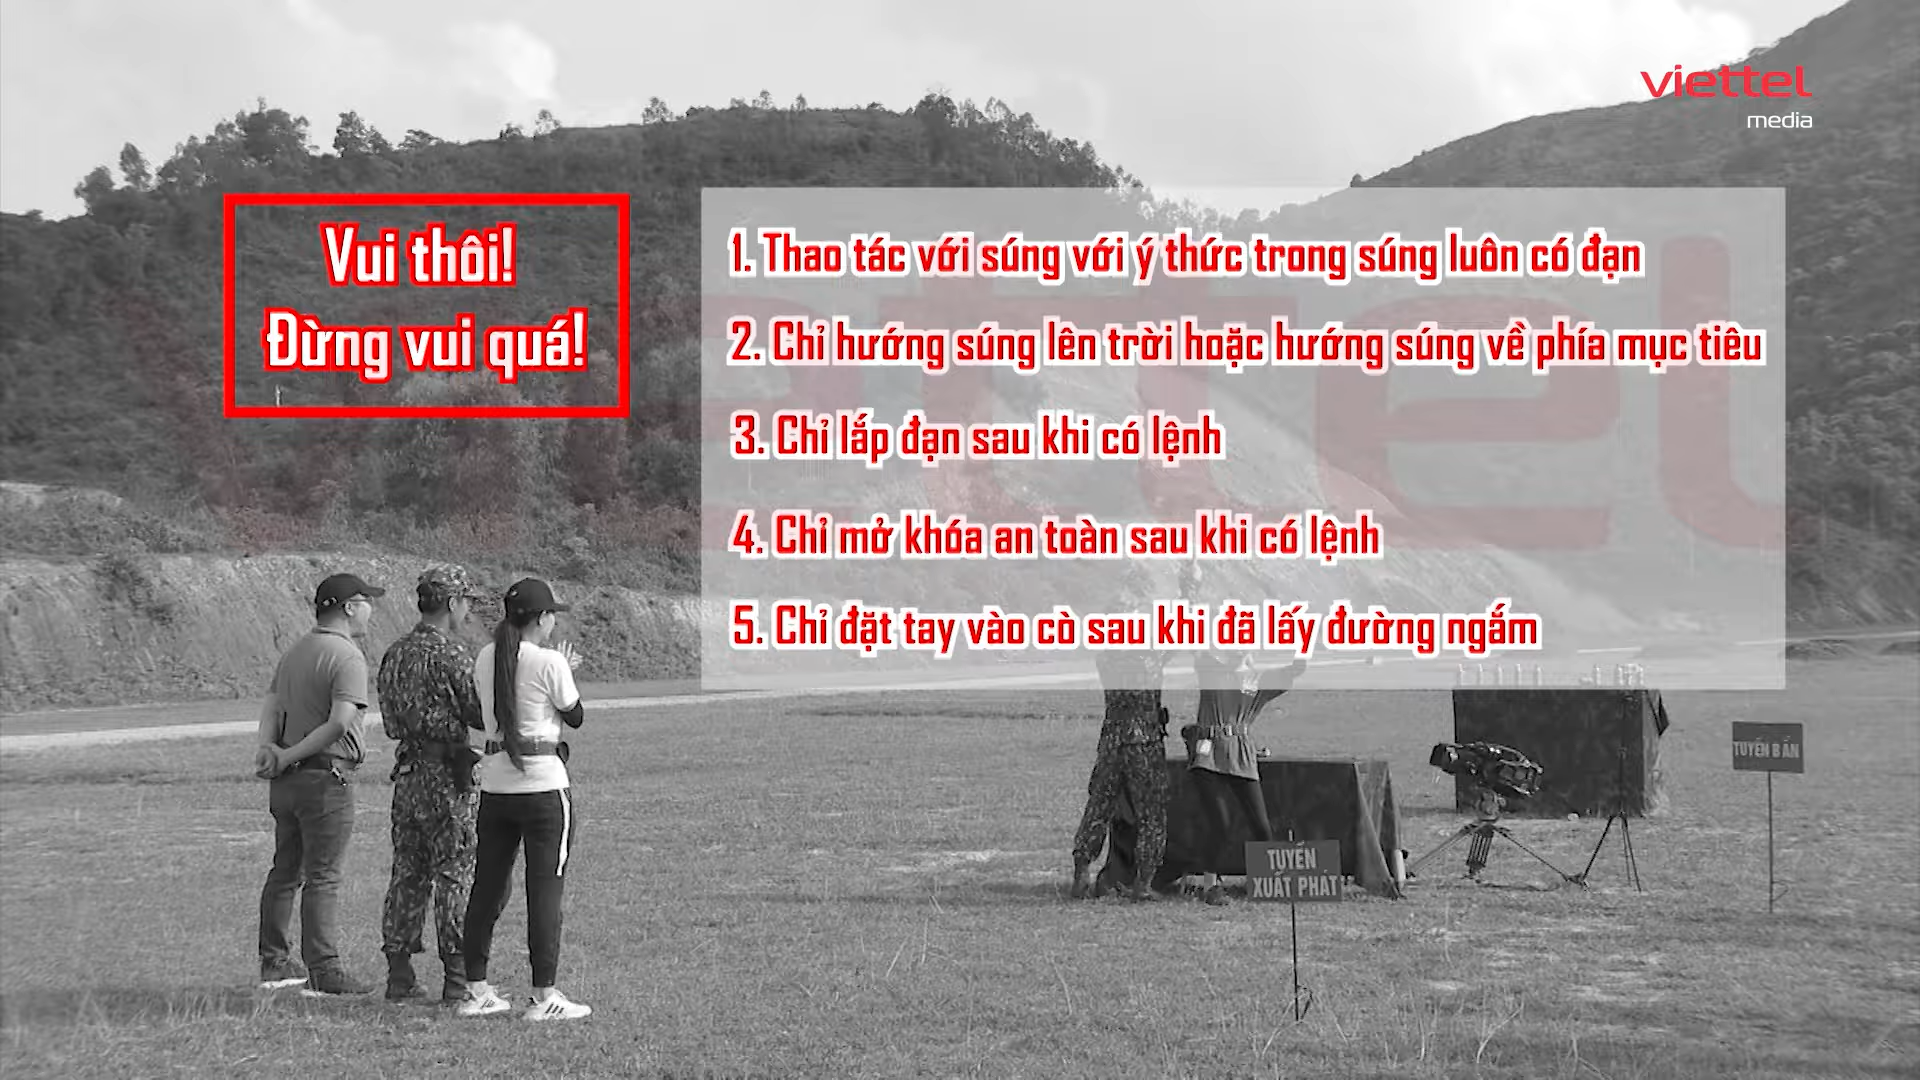 viettel
media
Vui thôi!
Đừng vui quá!
1. Thao tác với súng với ý thức trong súng luôn có đạn
2. Chỉ hướng súng lên trời hoặc hướng súng về phía mục tiêu
3. Chỉ lắp đạn sau khi có lệnh
4. Chỉ mở khóa an toàn sau khi có lệnh
5. Chỉ đặt tay vào cò sau khi đã lấy đường ngắm
TUYẾN BẮN
TUYẾN
XUẤT PHÁT